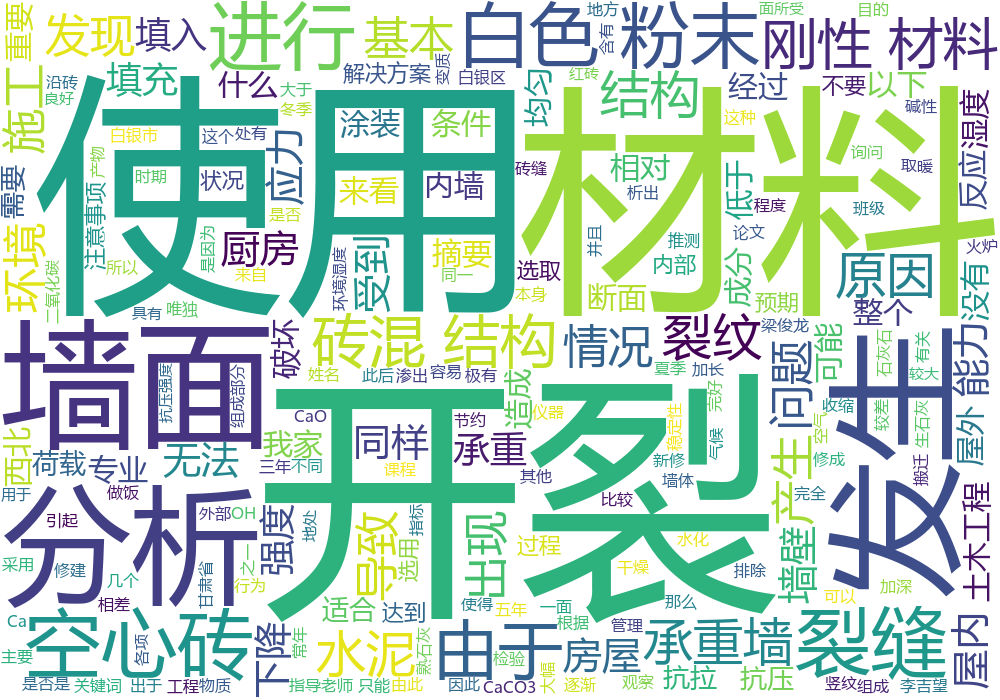 使用
材料
开裂
发生
墙面
分析
空心砖
裂缝
白色
粉末
刚性 材料
进行
基本
发现
填入
重要
填充
什么
解决方案
变质
白银区
均匀
结构
经过
不要
以下
含有
地方
面所受
目的
红砖
沿砖
良好
施工
白银市
这个
处有
大于
冬季
涂装
条件
应力
来看
内墙
状况
时期
产物
注意事项
需要
环境
厨房
受到
摘要
同一
选取
断面
内部
成分
低于
相对
析出
砖缝
推测
并且
论文
程度
这种
询问
班级
取暖
碱性
反应
湿度
火炉
没有
原因
预期
整个
是否
是因为
来自
所以
二氧化碳
具有
唯独
环境湿度
本身
砖混 结构
情况
裂纹
问题
可能
梁俊龙
石灰石
有关
较大
能力
屋外
破坏
抗压强度
组成部分
姓名
此后
渗出
容易
极有
夏季
加长
完好
造成
仪器
稳定性
气候
空气
较差
收缩
生石灰
西北
荷载
专业
无法
我家
CaO
同样
节约
承重
三年
不同
课程
其他
新修
墙体
比较
产生
修成
搬迁
完全
土木工程
用于
做饭
引起
外部
OH
地处
强度
导致
指标
选用
出现
过程
水化
干燥
排除
墙壁
可以
加深
采用
修建
几个
相差
甘肃省
之一
行为
适合
达到
使得
五年
一面
根据
管理
那么
Ca
主要
各项
下降
常年
水泥
熟石灰
由于
检验
房屋
承重墙
抗拉
抗压
屋内
是否是
关键词
出于
工程
物质
指导老师
只能
由此
因此
CaCO3
大幅
逐渐
观察
竖纹
组成
李吉望